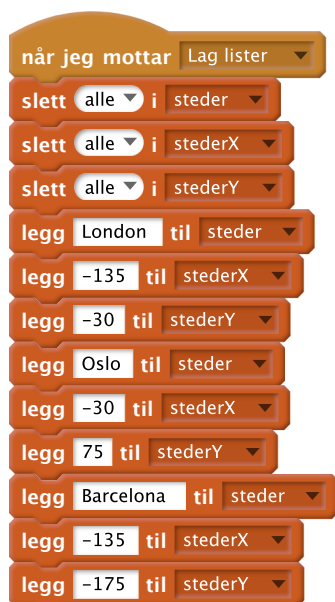 når jeg mottar Lag lister
slett alle i steder
slett alle i stederX
slett alle i stederY
legg London til steder
legg -135 til stederX
legg -30 til stederY
legg Oslo til steder
legg -30 til stederX
legg 75 til stederY
legg Barcelona til steder
legg -135 til stederX
legg -175 til stederY